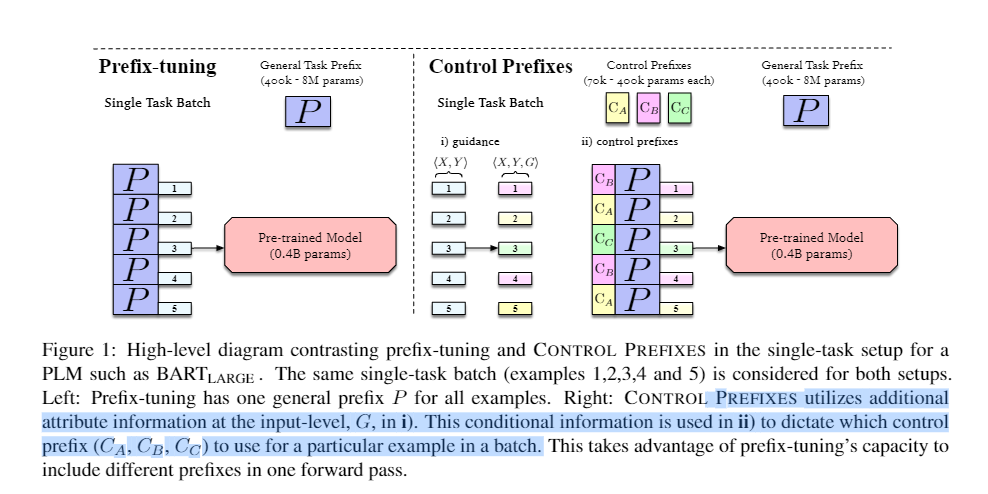 Prefix-tuning
General Task Prefix
(400k - 8M params)
Single Task Batch
P
P
1
P
2
P
3
P
4
P
5
Pre-trained Model
(0.4B params)
Control Prefixes
Control Prefixes
(70k - 400k params each)
General Task Prefix
(400k - 8M params)
Single Task Batch
C_A C_B C_C
P
i) guidance
ii) control prefixes
⟨X, Y⟩ ⟨X, Y, G⟩
1 1
2 2
3 3
4 4
5 5
C_B P 1
C_A P 2
C_C P 3
C_B P 4
C_A P 5
Pre-trained Model
(0.4B params)
Figure 1: High-level diagram contrasting prefix-tuning and CONTROL PREFIXES in the single-task setup for a
PLM such as BART_LARGE . The same single-task batch (examples 1,2,3,4 and 5) is considered for both setups.
Left: Prefix-tuning has one general prefix P for all examples. Right: CONTROL PREFIXES utilizes additional
attribute information at the input-level, G, in i). This conditional information is used in ii) to dictate which control
prefix (C_A, C_B, C_C) to use for a particular example in a batch. This takes advantage of prefix-tuning's capacity to
include different prefixes in one forward pass.